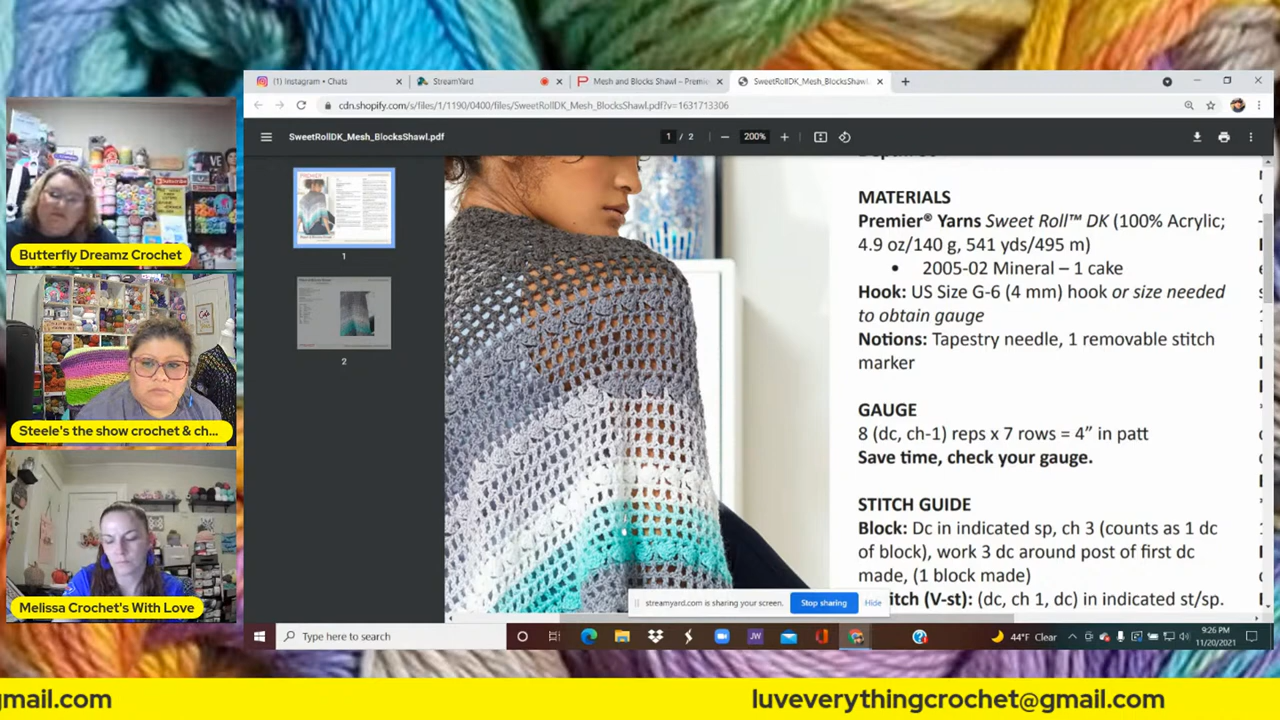 (1) Instagram • Chats
StreamYard
Mesh and Blocks Shawl – Premie
SweetRollDK_Mesh_BlocksShawl.
cdn.shopify.com/s/files/1/1190/0400/files/SweetRollDK_Mesh_BlocksShawl.pdf?v=1631713306
SweetRollDK_Mesh_BlocksShawl.pdf
1 / 2
200%
1
2
MATERIALS
Premier® Yarns Sweet Roll™ DK (100% Acrylic;
4.9 oz/140 g, 541 yds/495 m)
• 2005-02 Mineral – 1 cake
Hook: US Size G-6 (4 mm) hook or size needed
to obtain gauge
Notions: Tapestry needle, 1 removable stitch
marker
GAUGE
8 (dc, ch-1) reps x 7 rows = 4” in patt
Save time, check your gauge.
STITCH GUIDE
Block: Dc in indicated sp, ch 3 (counts as 1 dc
of block), work 3 dc around post of first dc
made, (1 block made)
titch (V-st): (dc, ch 1, dc) in indicated st/sp.
streamyard.com is sharing your screen.
Stop sharing
Hide
Butterfly Dreamz Crochet
Steele's the show crochet & ch...
Melissa Crochet's With Love
Type here to search
JW
44°F Clear
9:26 PM
11/20/2021
gmail.com
luveverythingcrochet@gmail.com